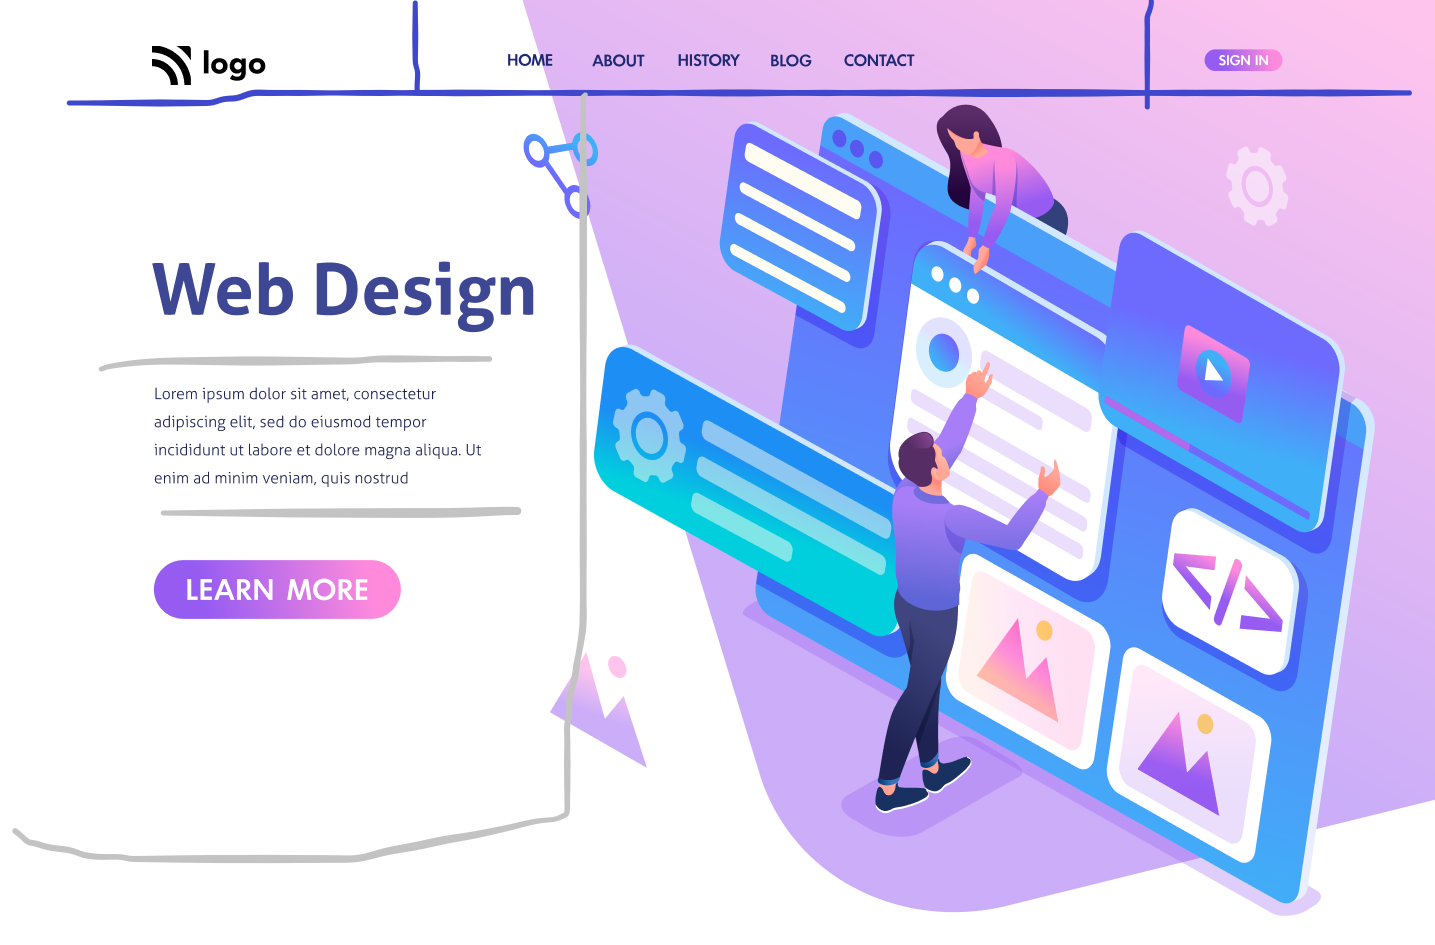 logo
HOME ABOUT HISTORY BLOG CONTACT SIGN IN
Web Design
Lorem ipsum dolor sit amet, consectetur
adipiscing elit, sed do eiusmod tempor
incididunt ut labore et dolore magna aliqua. Ut
enim ad minim veniam, quis nostrud
LEARN MORE
</>